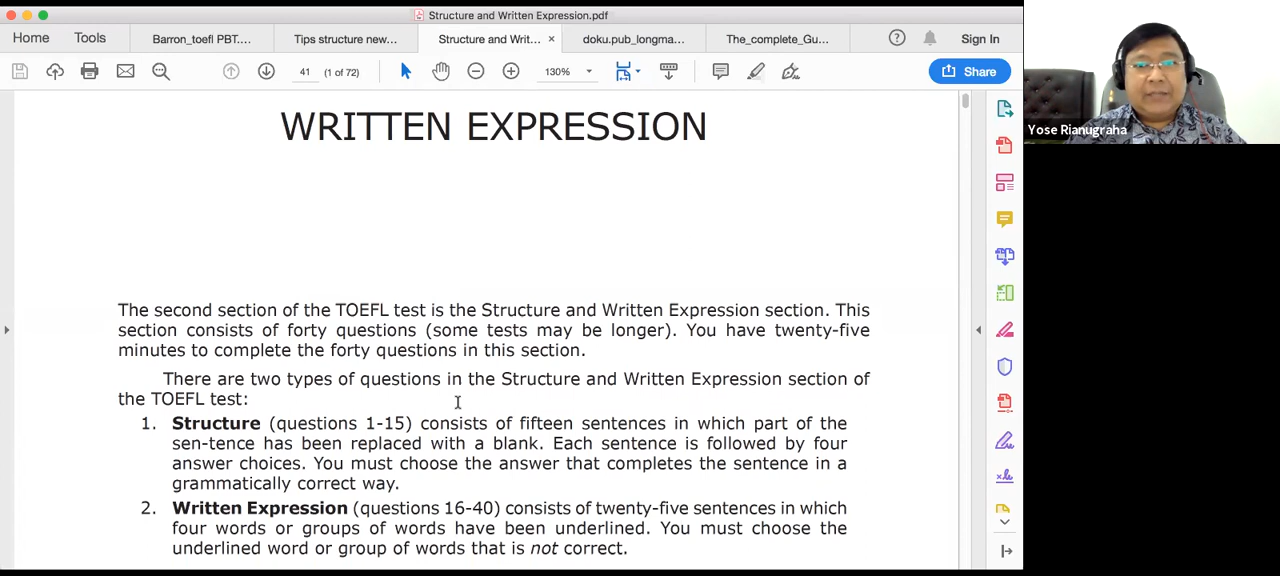 Structure and Written Expression.pdf
Home Tools Barron_toefl PBT.... Tips structure new... Structure and Writ... × doku.pub_longma... The_complete_Gu... Sign In
41 (1 of 72) 130% Share
WRITTEN EXPRESSION
The second section of the TOEFL test is the Structure and Written Expression section. This
section consists of forty questions (some tests may be longer). You have twenty-five
minutes to complete the forty questions in this section.
There are two types of questions in the Structure and Written Expression section of
the TOEFL test:
1. Structure (questions 1-15) consists of fifteen sentences in which part of the
sen-tence has been replaced with a blank. Each sentence is followed by four
answer choices. You must choose the answer that completes the sentence in a
grammatically correct way.
2. Written Expression (questions 16-40) consists of twenty-five sentences in which
four words or groups of words have been underlined. You must choose the
underlined word or group of words that is not correct.
Yose Rianugraha